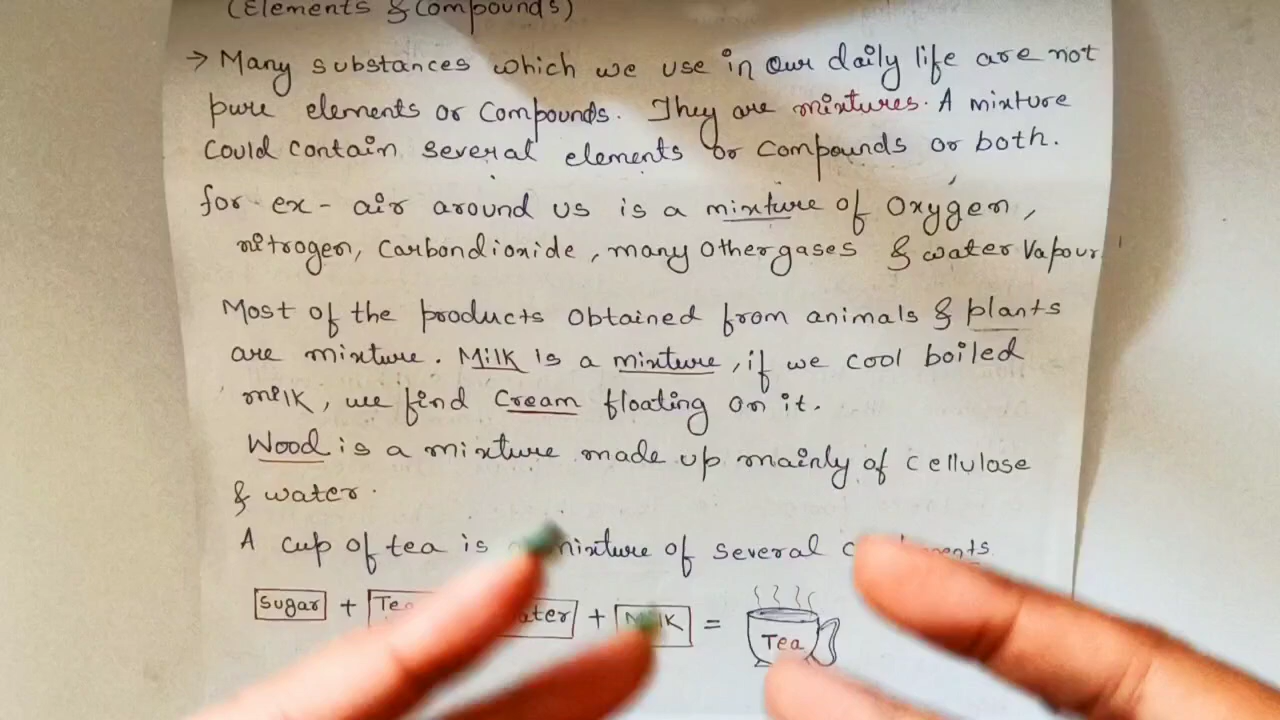 (Elements & Compounds)
→ Many substances which we use in our daily life are not
pure elements or compounds. They are mixtures. A mixture
could contain several elements or compounds or both.
for ex - air around us is a mixture of Oxygen,
nitrogen, Carbondioxide, many other gases & water vapour
Most of the products obtained from animals & plants
are mixture. Milk is a mixture, if we cool boiled
milk, we find Cream floating on it.
Wood is a mixture made up mainly of cellulose
& water.
A cup of tea is mixture of several
Sugar + + Milk =
Tea